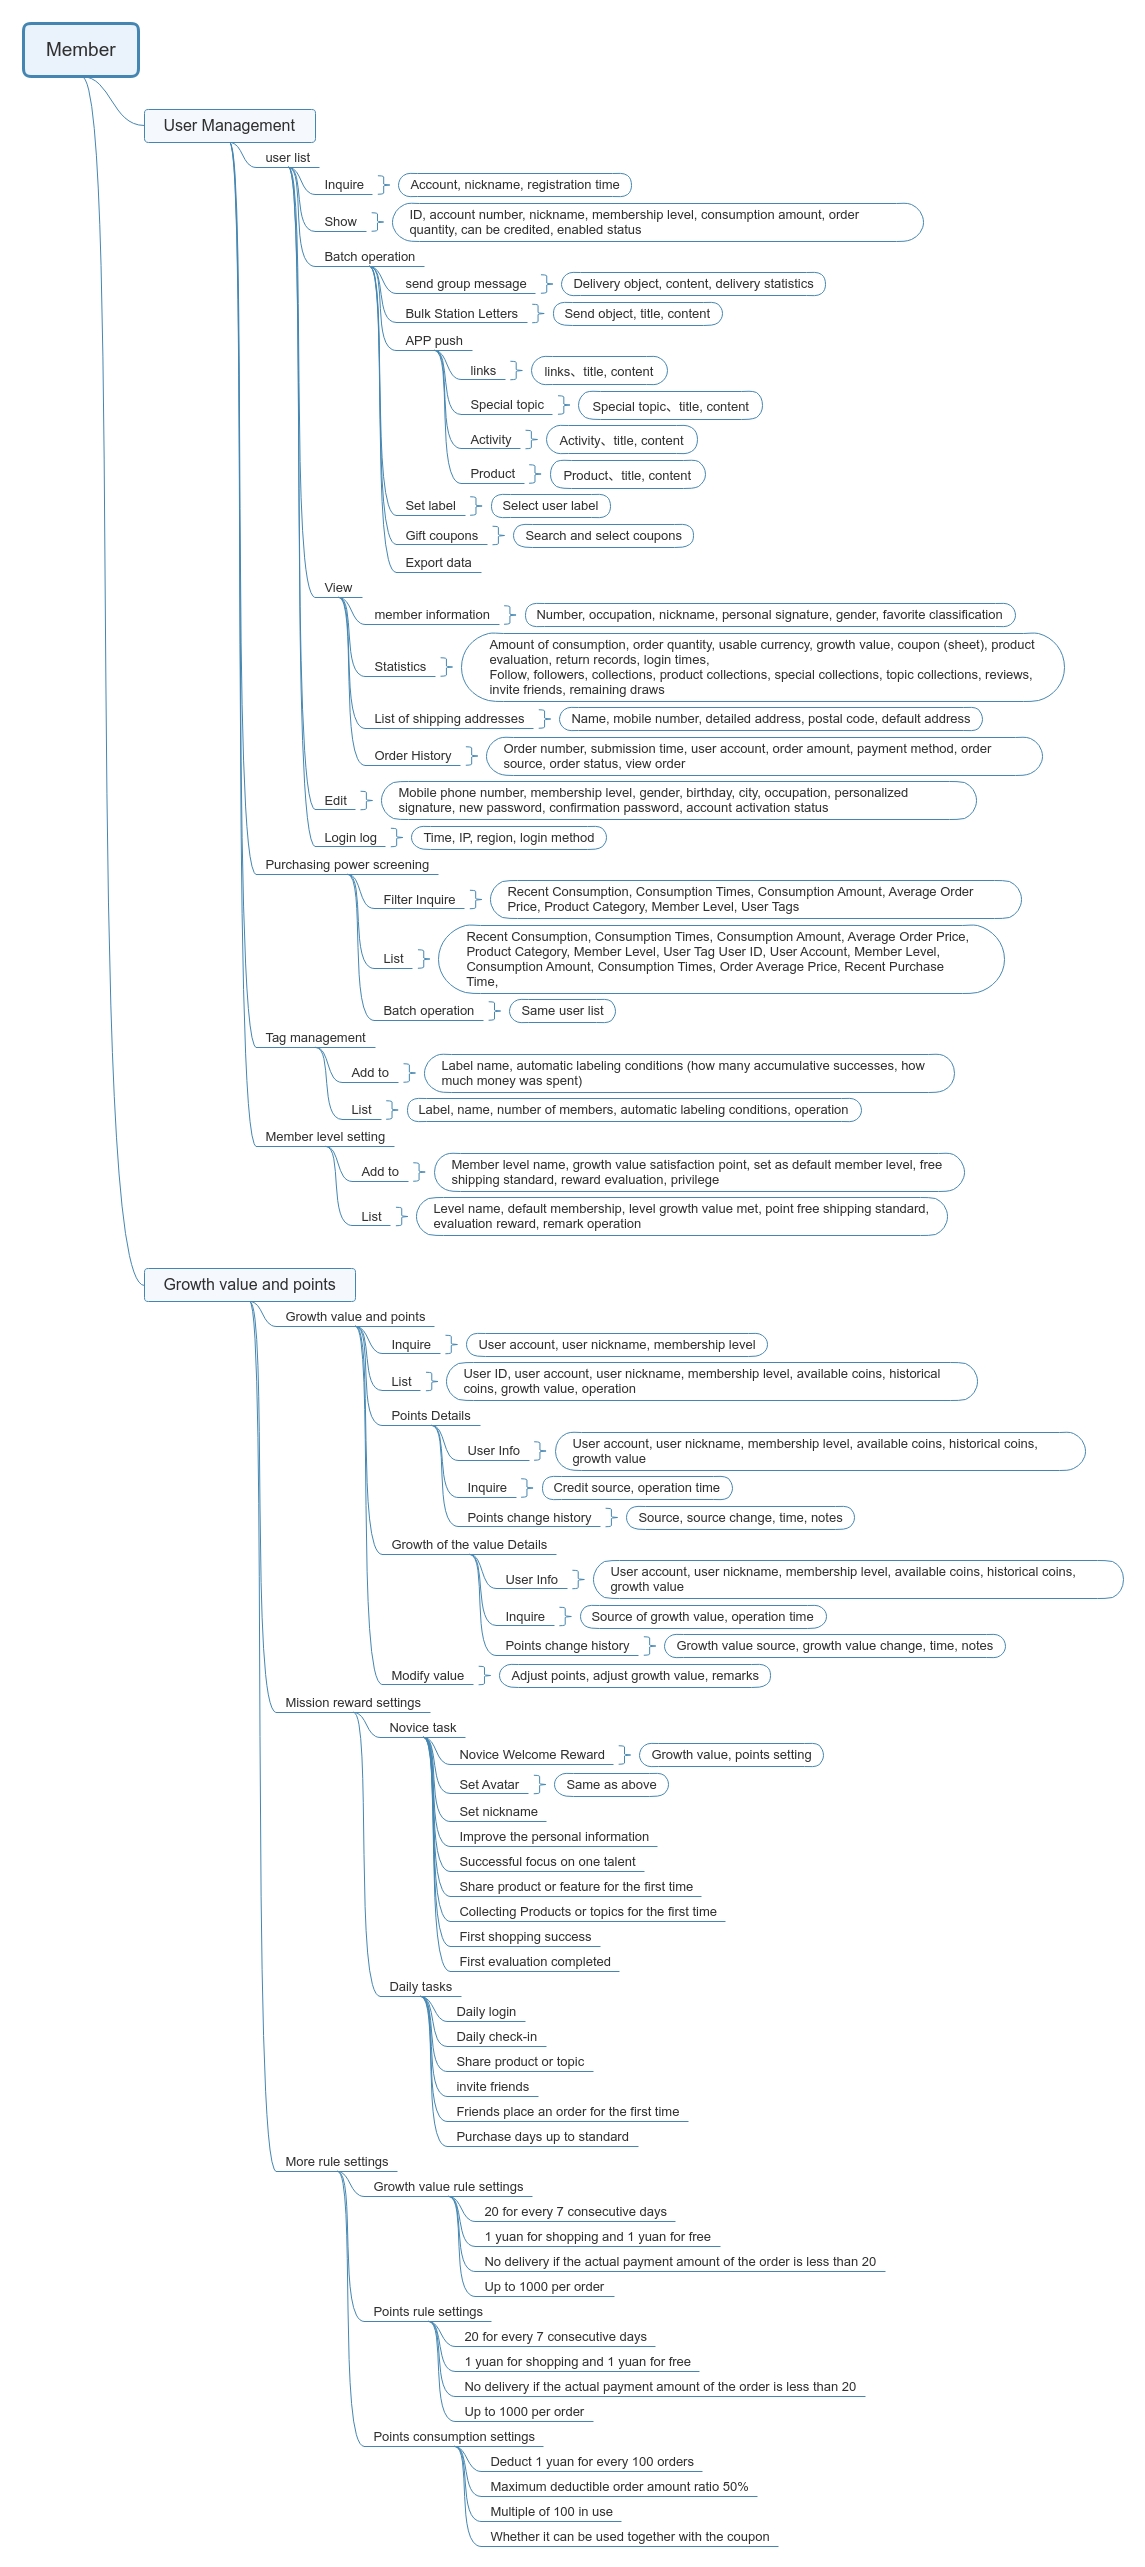 Member
User Management
user list
Inquire
Account, nickname, registration time
Show
ID, account number, nickname, membership level, consumption amount, order
quantity, can be credited, enabled status
Batch operation
send group message
Delivery object, content, delivery statistics
Bulk Station Letters
Send object, title, content
APP push
links
links、title, content
Special topic
Special topic、title, content
Activity
Activity、title, content
Product
Product、title, content
Set label
Select user label
Gift coupons
Search and select coupons
Export data
View
member information
Number, occupation, nickname, personal signature, gender, favorite classification
Statistics
Amount of consumption, order quantity, usable currency, growth value, coupon (sheet), product
evaluation, return records, login times,
Follow, followers, collections, product collections, special collections, topic collections, reviews,
invite friends, remaining draws
List of shipping addresses
Name, mobile number, detailed address, postal code, default address
Order History
Order number, submission time, user account, order amount, payment method, order
source, order status, view order
Edit
Mobile phone number, membership level, gender, birthday, city, occupation, personalized
signature, new password, confirmation password, account activation status
Login log
Time, IP, region, login method
Purchasing power screening
Filter Inquire
Recent Consumption, Consumption Times, Consumption Amount, Average Order
Price, Product Category, Member Level, User Tags
List
Recent Consumption, Consumption Times, Consumption Amount, Average Order Price,
Product Category, Member Level, User Tag User ID, User Account, Member Level,
Consumption Amount, Consumption Times, Order Average Price, Recent Purchase
Time,
Batch operation
Same user list
Tag management
Add to
Label name, automatic labeling conditions (how many accumulative successes, how
much money was spent)
List
Label, name, number of members, automatic labeling conditions, operation
Member level setting
Add to
Member level name, growth value satisfaction point, set as default member level, free
shipping standard, reward evaluation, privilege
List
Level name, default membership, level growth value met, point free shipping standard,
evaluation reward, remark operation
Growth value and points
Growth value and points
Inquire
User account, user nickname, membership level
List
User ID, user account, user nickname, membership level, available coins, historical
coins, growth value, operation
Points Details
User Info
User account, user nickname, membership level, available coins, historical coins,
growth value
Inquire
Credit source, operation time
Points change history
Source, source change, time, notes
Growth of the value Details
User Info
User account, user nickname, membership level, available coins, historical coins,
growth value
Inquire
Source of growth value, operation time
Points change history
Growth value source, growth value change, time, notes
Modify value
Adjust points, adjust growth value, remarks
Mission reward settings
Novice task
Novice Welcome Reward
Growth value, points setting
Set Avatar
Same as above
Set nickname
Improve the personal information
Successful focus on one talent
Share product or feature for the first time
Collecting Products or topics for the first time
First shopping success
First evaluation completed
Daily tasks
Daily login
Daily check-in
Share product or topic
invite friends
Friends place an order for the first time
Purchase days up to standard
More rule settings
Growth value rule settings
20 for every 7 consecutive days
1 yuan for shopping and 1 yuan for free
No delivery if the actual payment amount of the order is less than 20
Up to 1000 per order
Points rule settings
20 for every 7 consecutive days
1 yuan for shopping and 1 yuan for free
No delivery if the actual payment amount of the order is less than 20
Up to 1000 per order
Points consumption settings
Deduct 1 yuan for every 100 orders
Maximum deductible order amount ratio 50%
Multiple of 100 in use
Whether it can be used together with the coupon